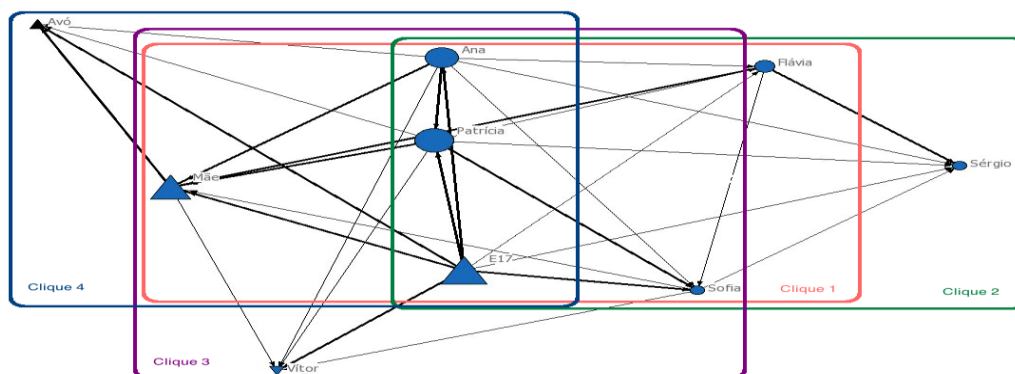 Avó
Ana
Flávia
Patrícia
Sérgio
Mãe
E17
Clique 4
Sofia
Clique 1
Clique 2
Clique 3
Vítor